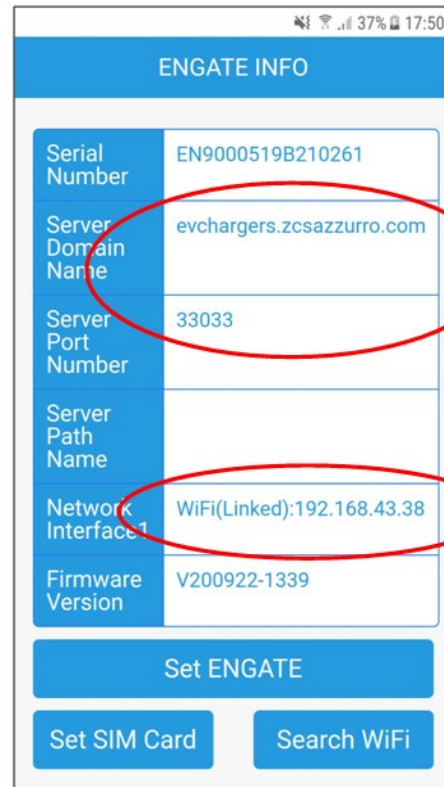 37% 17:50
ENGATE INFO
Serial
Number
EN9000519B210261
Server
Domain
Name
evchargers.zcsazzurro.com
Server
Port
Number
33033
Server
Path
Name
Network
Interface1
WiFi(Linked):192.168.43.38
Firmware
Version
V200922-1339
Set ENGATE
Set SIM Card
Search WiFi